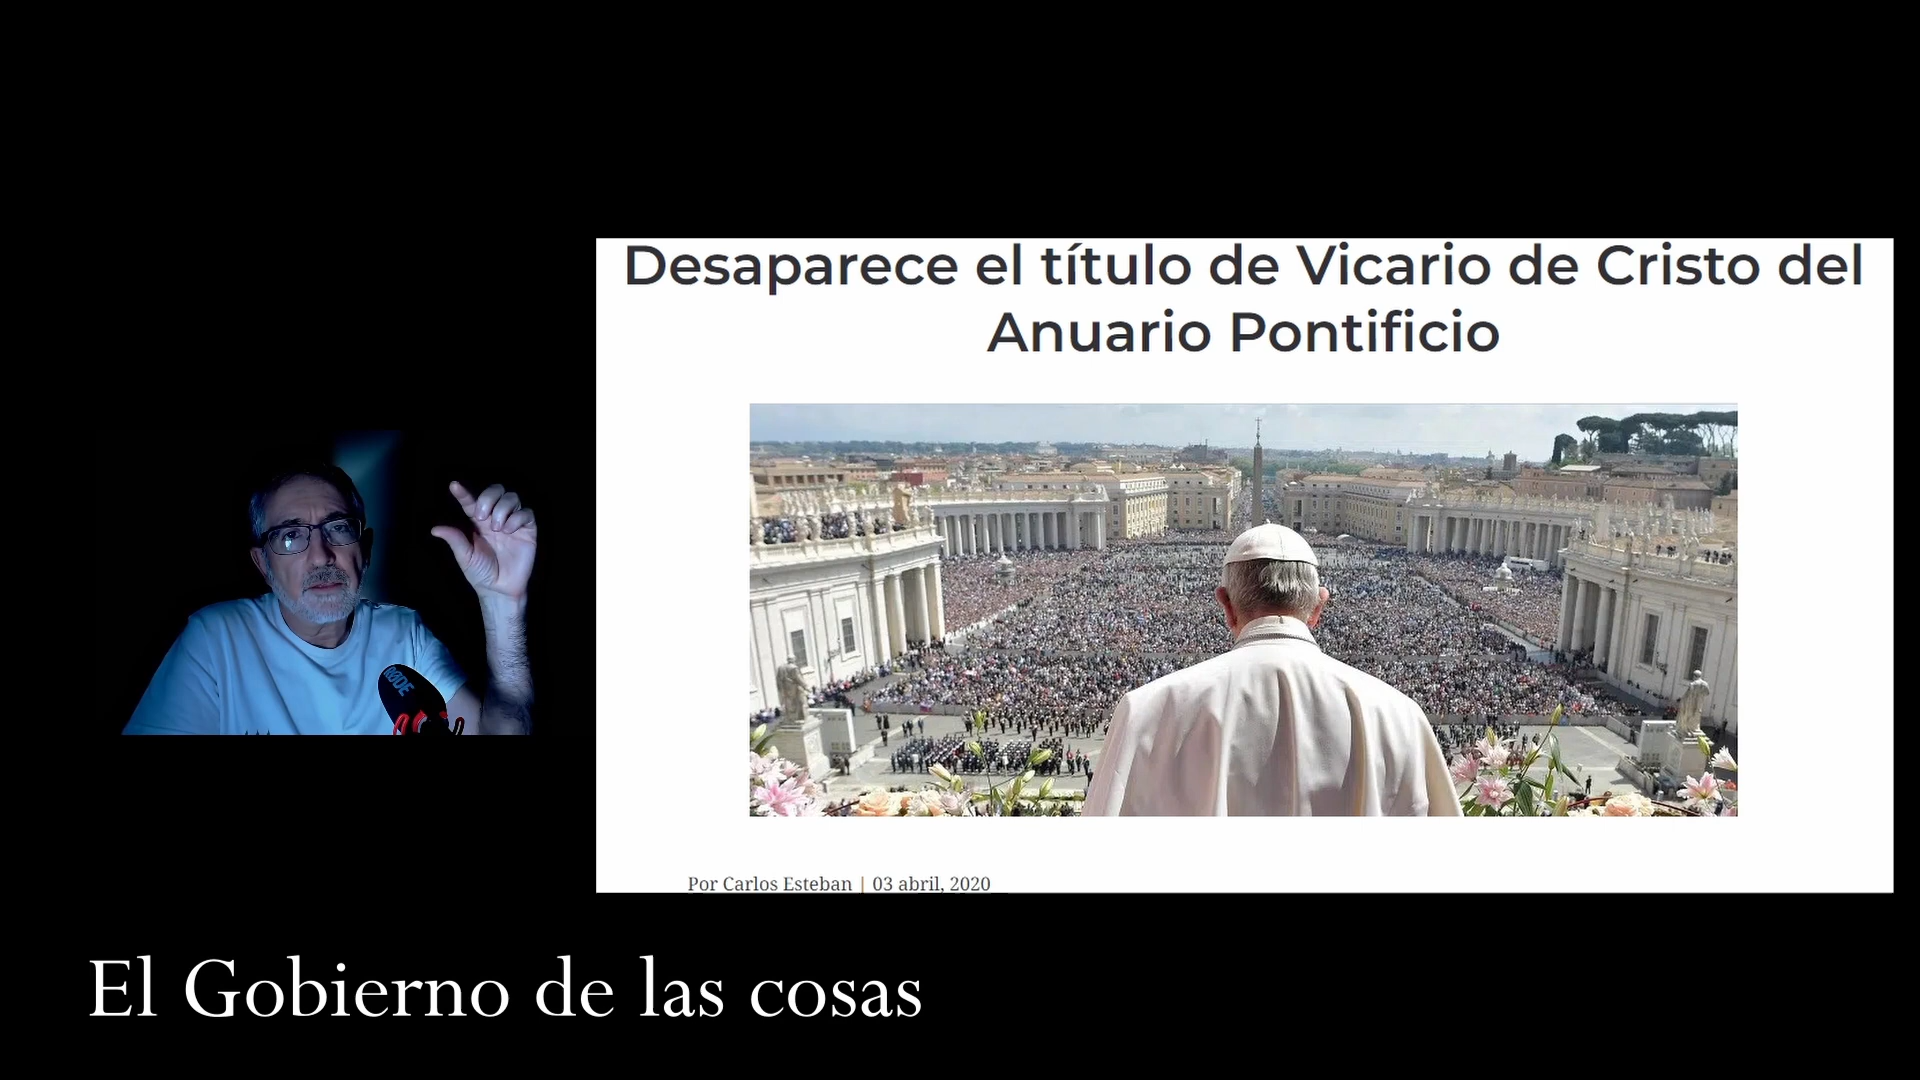 Desaparece el título de Vicario de Cristo del
Anuario Pontificio
RØDE
Por Carlos Esteban | 03 abril, 2020
El Gobierno de las cosas